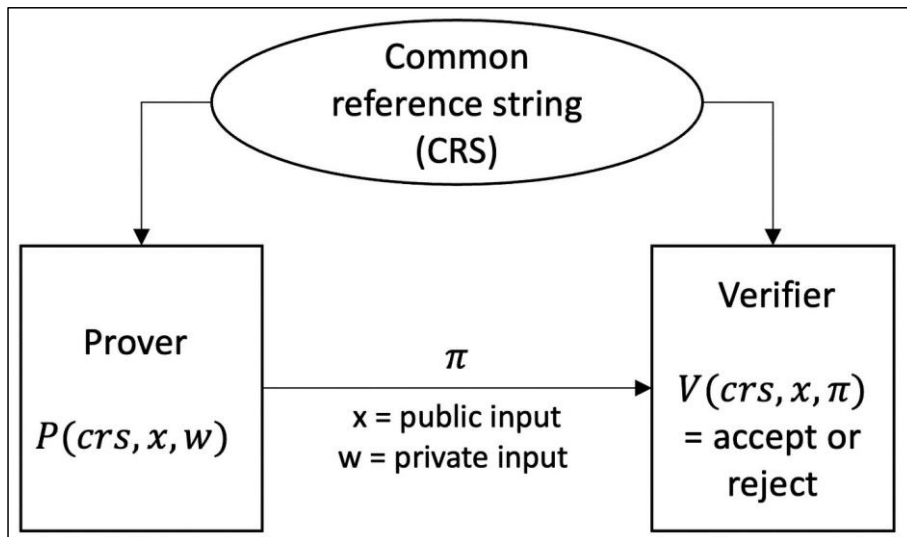 Common
reference string
(CRS)
Prover
P(crs, x, w)
π
x = public input
w = private input
Verifier
V(crs, x, π)
= accept or
reject